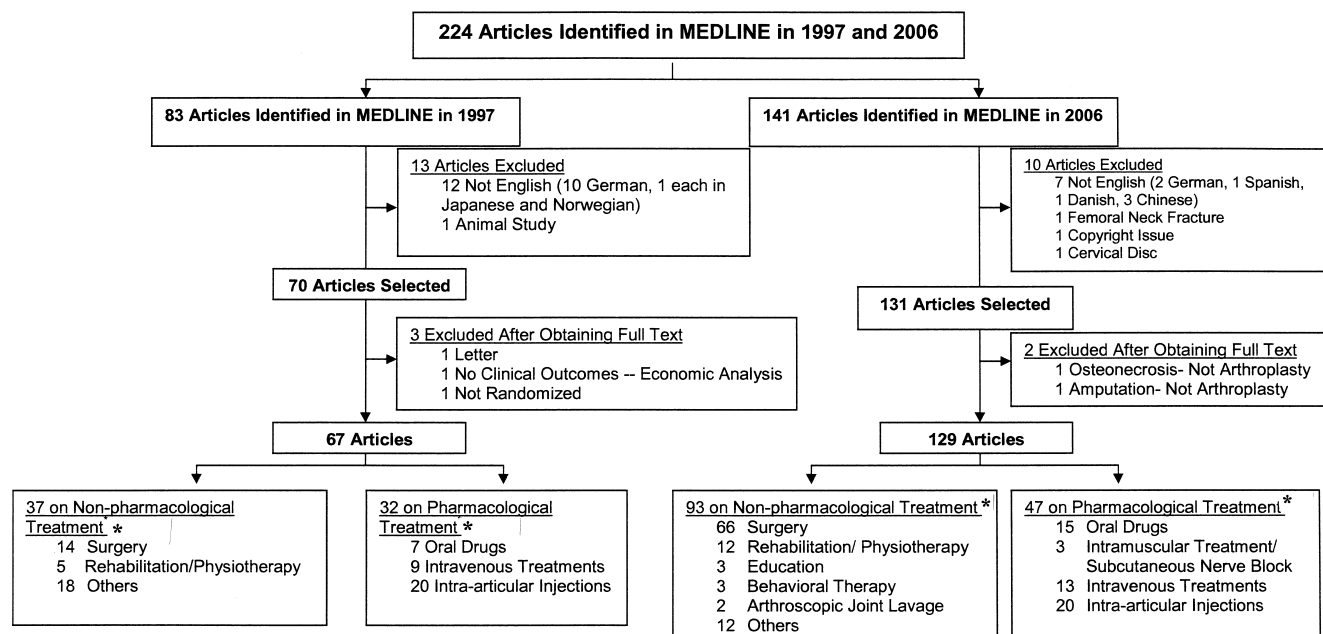 224 Articles Identified in MEDLINE in 1997 and 2006
83 Articles Identified in MEDLINE in 1997
141 Articles Identified in MEDLINE in 2006
13 Articles Excluded
12 Not English (10 German, 1 each in
Japanese and Norwegian)
1 Animal Study
10 Articles Excluded
7 Not English (2 German, 1 Spanish,
1 Danish, 3 Chinese)
1 Femoral Neck Fracture
1 Copyright Issue
1 Cervical Disc
70 Articles Selected
131 Articles Selected
3 Excluded After Obtaining Full Text
1 Letter
1 No Clinical Outcomes -- Economic Analysis
1 Not Randomized
2 Excluded After Obtaining Full Text
1 Osteonecrosis- Not Arthroplasty
1 Amputation- Not Arthroplasty
67 Articles
129 Articles
37 on Non-pharmacological
Treatment *
14 Surgery
5 Rehabilitation/Physiotherapy
18 Others
32 on Pharmacological
Treatment *
7 Oral Drugs
9 Intravenous Treatments
20 Intra-articular Injections
93 on Non-pharmacological Treatment *
66 Surgery
12 Rehabilitation/ Physiotherapy
3 Education
3 Behavioral Therapy
2 Arthroscopic Joint Lavage
12 Others
47 on Pharmacological Treatment *
15 Oral Drugs
3 Intramuscular Treatment/
Subcutaneous Nerve Block
13 Intravenous Treatments
20 Intra-articular Injections